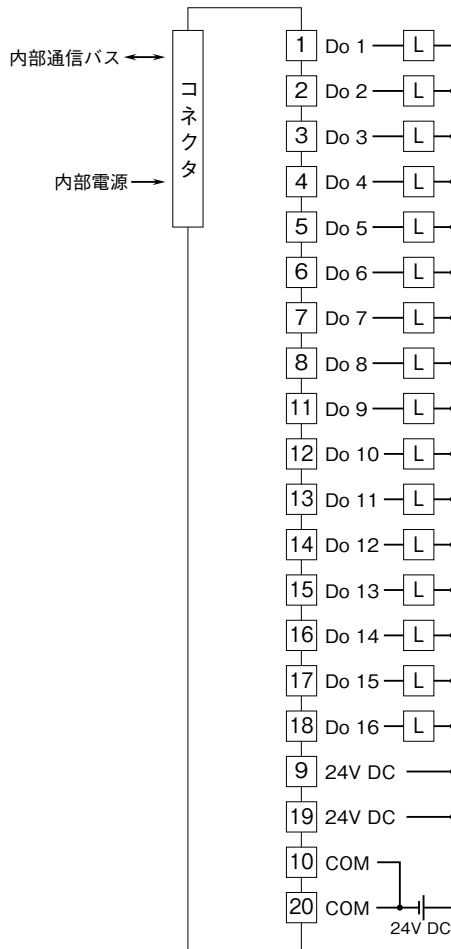 内部通信バス
コネクタ
内部電源
1 Do 1 L
2 Do 2 L
3 Do 3 L
4 Do 4 L
5 Do 5 L
6 Do 6 L
7 Do 7 L
8 Do 8 L
11 Do 9 L
12 Do 10 L
13 Do 11 L
14 Do 12 L
15 Do 13 L
16 Do 14 L
17 Do 15 L
18 Do 16 L
9 24V DC
19 24V DC
10 COM
20 COM
24V DC